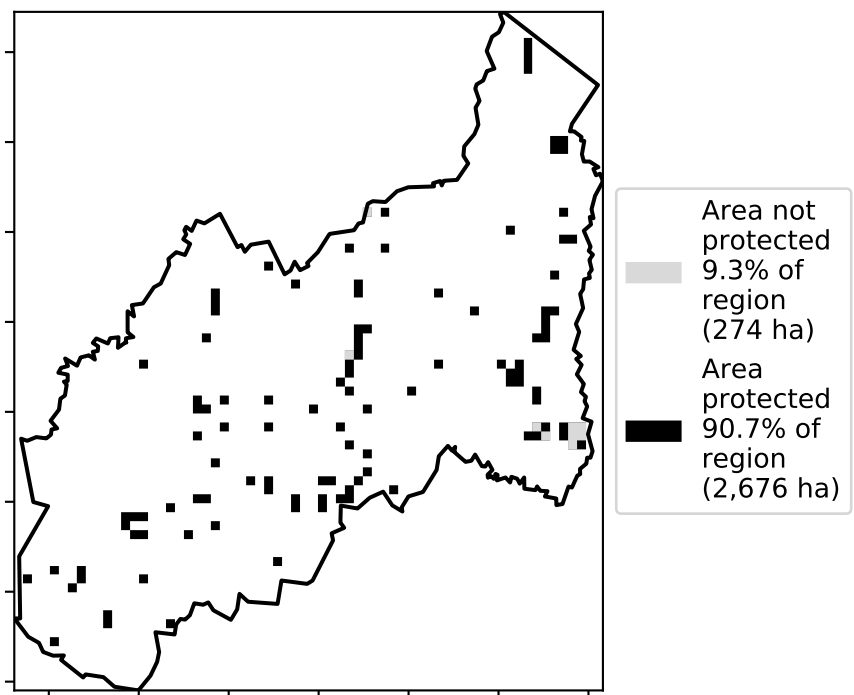 Area not
protected
9.3% of
region
(274 ha)
Area
protected
90.7% of
region
(2,676 ha)